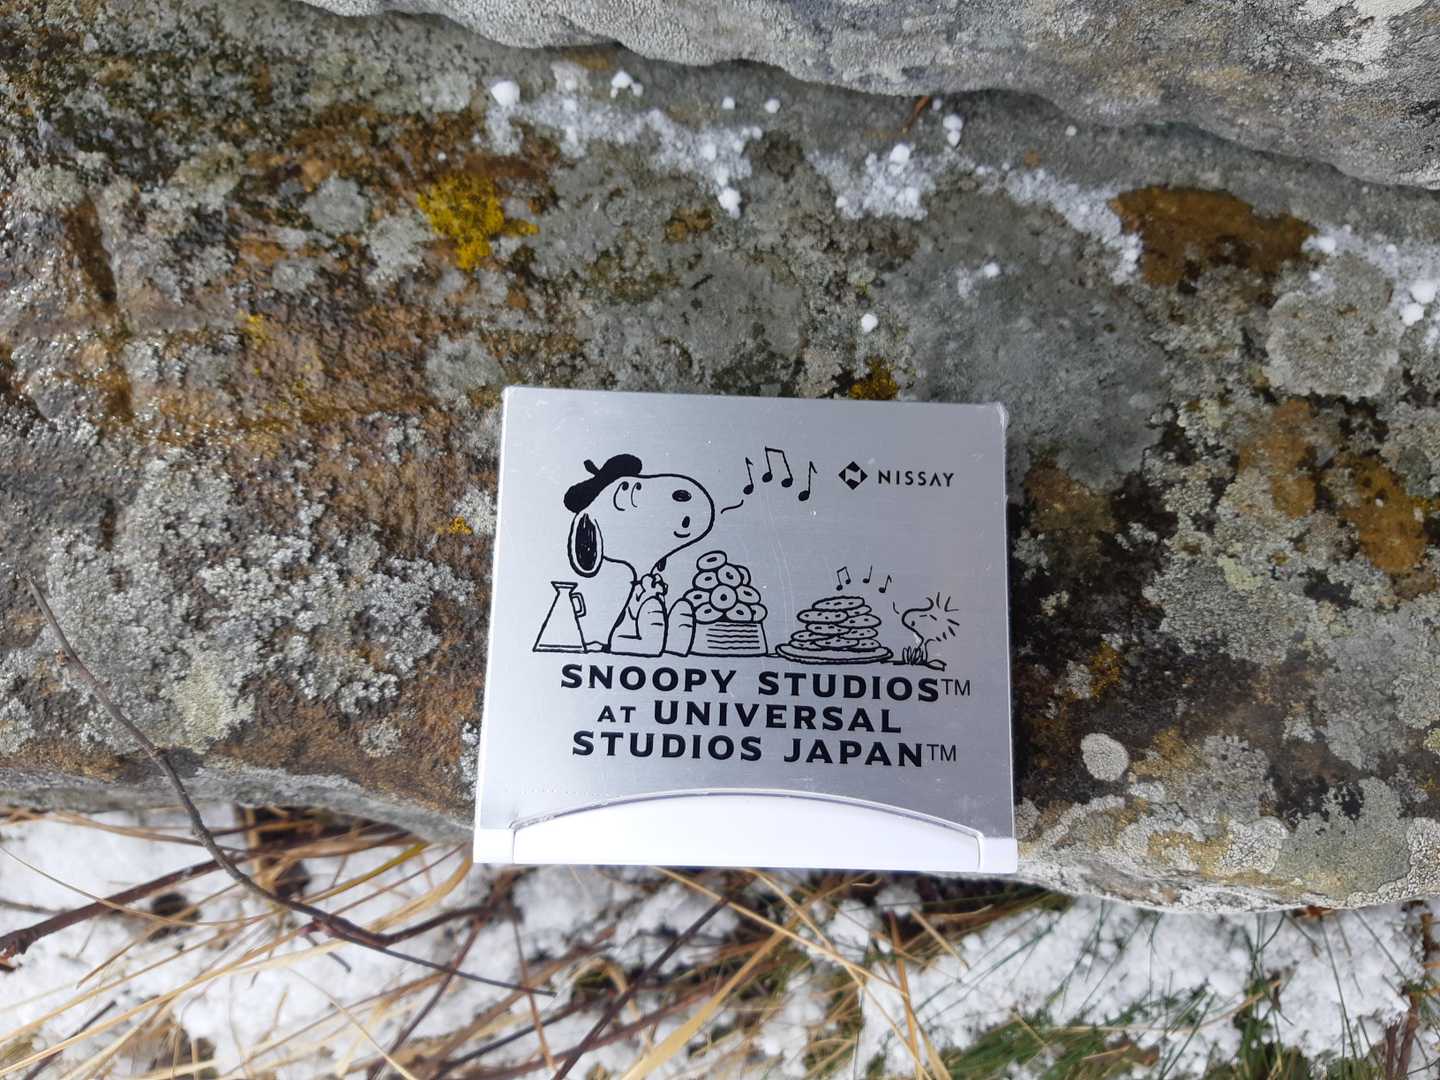 NISSAY
SNOOPY STUDIOS™
AT UNIVERSAL
STUDIOS JAPAN™